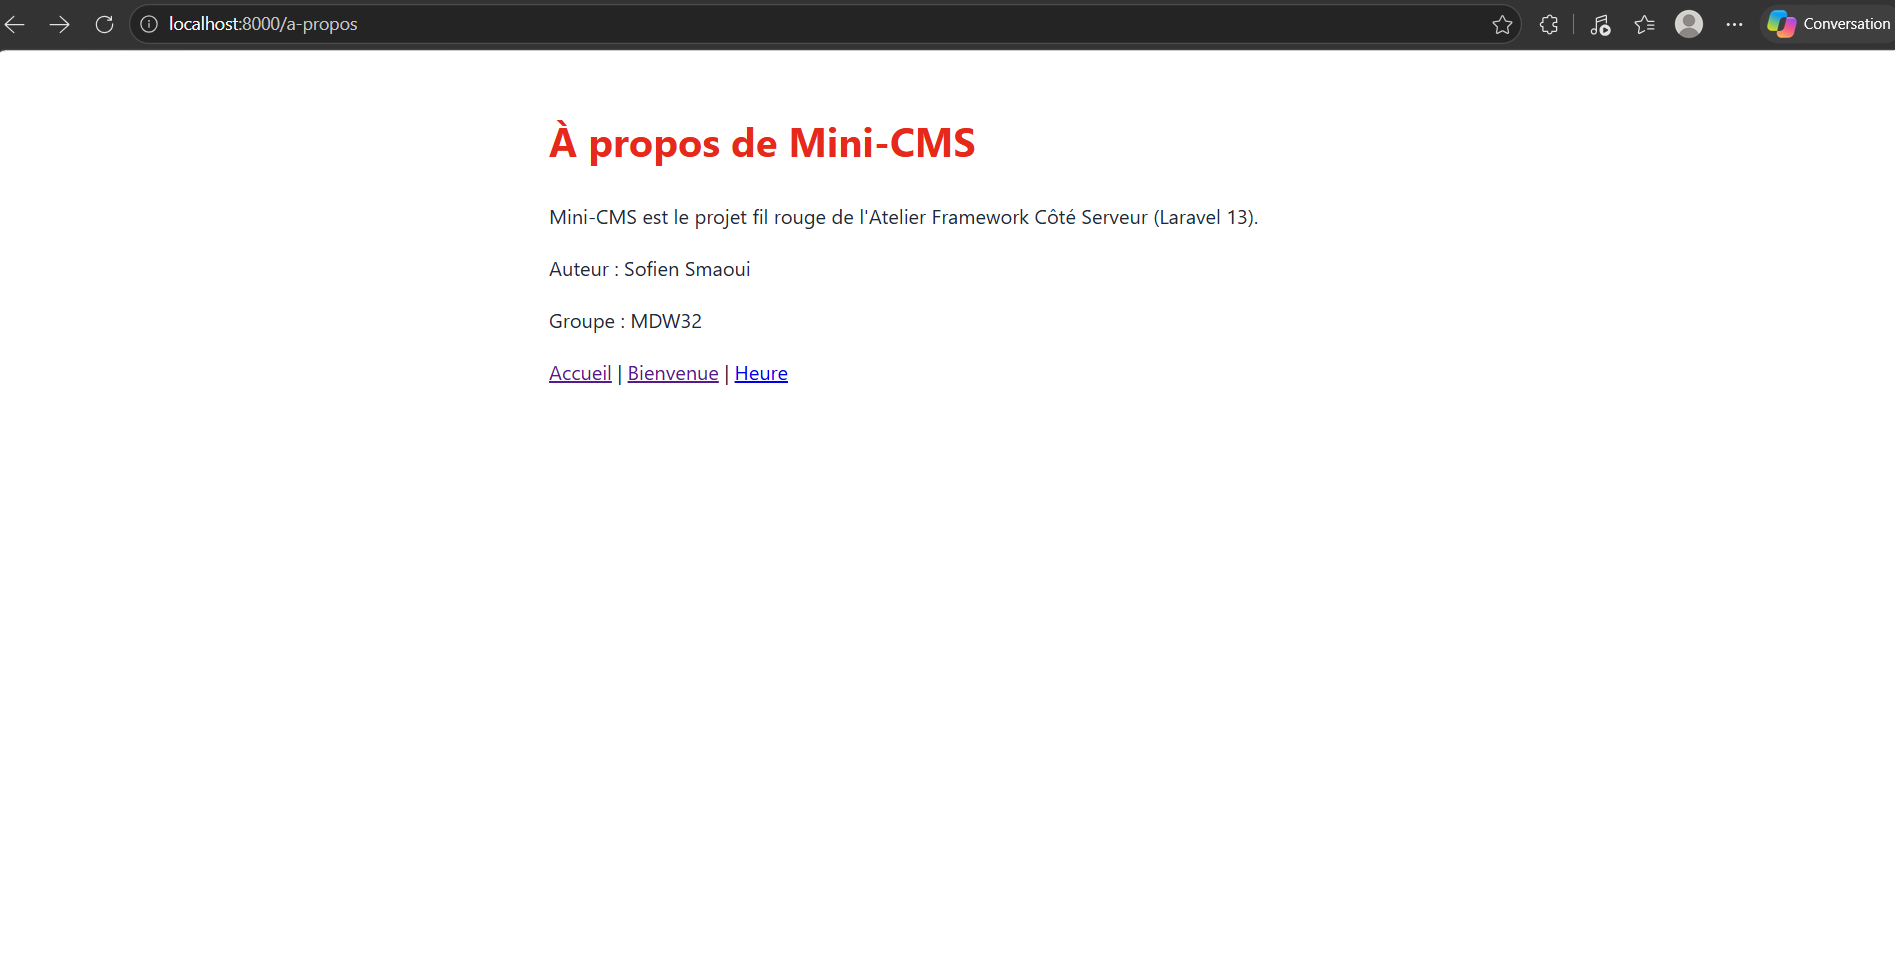 localhost:8000/a-propos
Conversation
À propos de Mini-CMS
Mini-CMS est le projet fil rouge de l'Atelier Framework Côté Serveur (Laravel 13).
Auteur : Sofien Smaoui
Groupe : MDW32
Accueil | Bienvenue | Heure